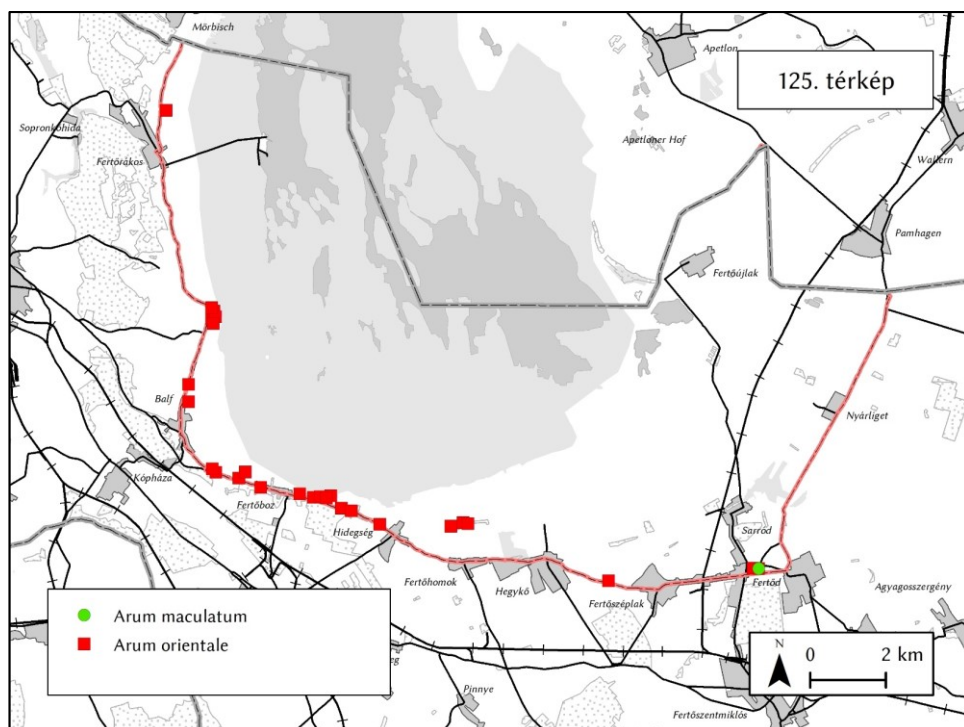 Mörbisch
Apetlon
125. térkép
Sopronkőhida
Apetloner Hof
Wallern
Fertőrákos
Pamhagen
Fertőújlak
Balf
Nyárliget
Kópháza
Fertőboz
Hidegség
Sarród
Fertőd
Fertőhomok
Hegykő
Fertőszéplak
Agyagosszergény
Arum maculatum
Arum orientale
N
0 2 km
Pinnye
Fertőszentmiklós